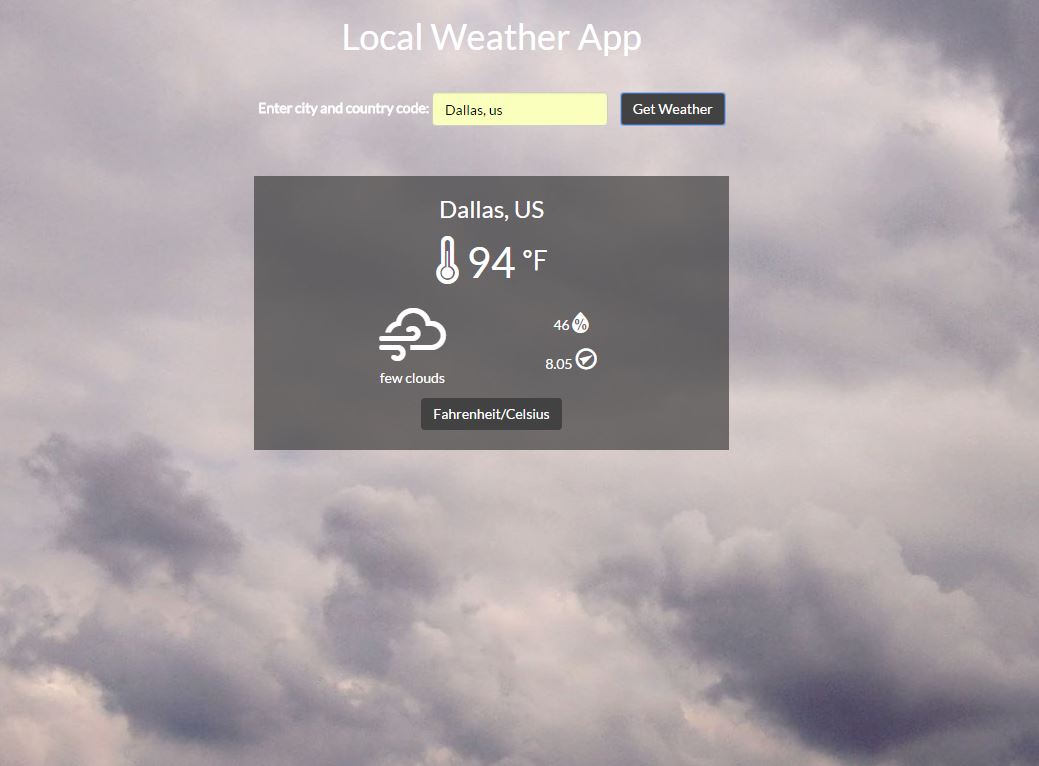 Local Weather App
Enter city and country code: Dallas, us Get Weather
Dallas, US
94 °F
46 %
8.05
few clouds
Fahrenheit/Celsius